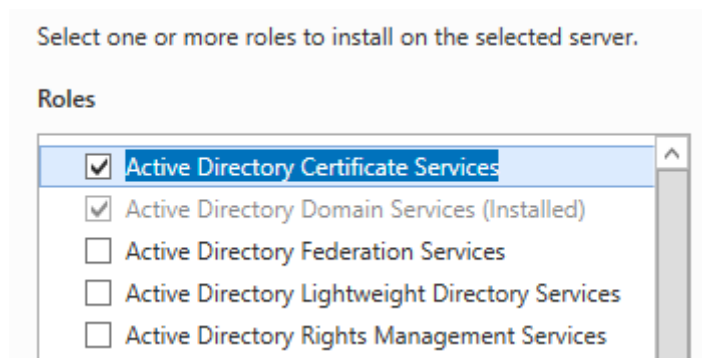 Select one or more roles to install on the selected server.
Roles
Active Directory Certificate Services
Active Directory Domain Services (Installed)
Active Directory Federation Services
Active Directory Lightweight Directory Services
Active Directory Rights Management Services